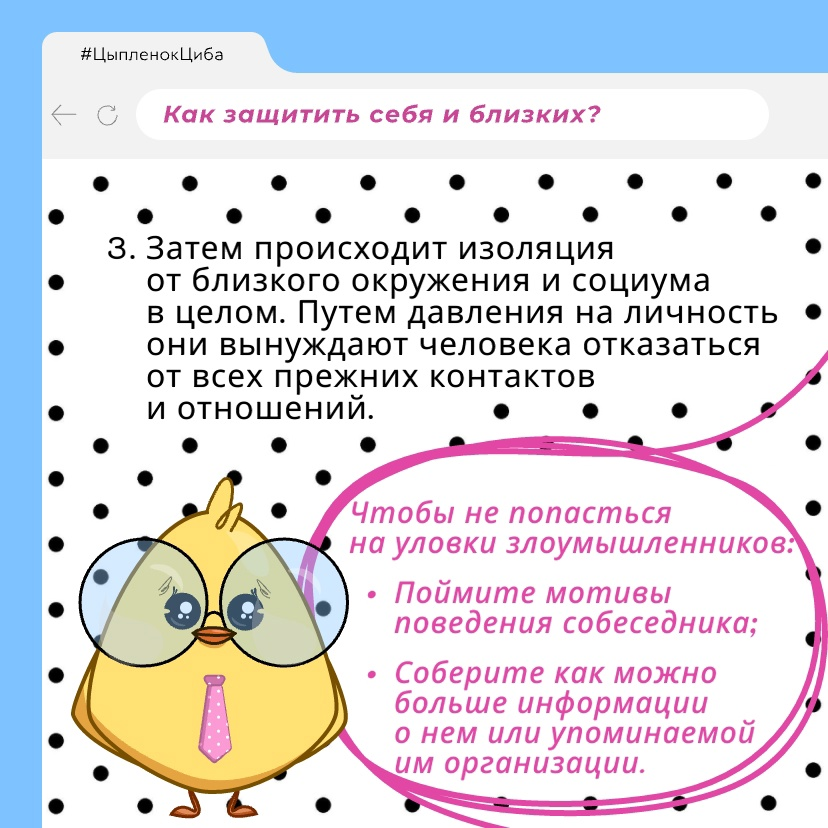 #ЦыпленокЦиба
Как защитить себя и близких?
3. Затем происходит изоляция
от близкого окружения и социума
в целом. Путем давления на личность
они вынуждают человека отказаться
от всех прежних контактов
и отношений.
Чтобы не попасться
на уловки злоумышленников:
• Поймите мотивы
поведения собеседника;
• Соберите как можно
больше информации
о нем или упоминаемой
им организации.